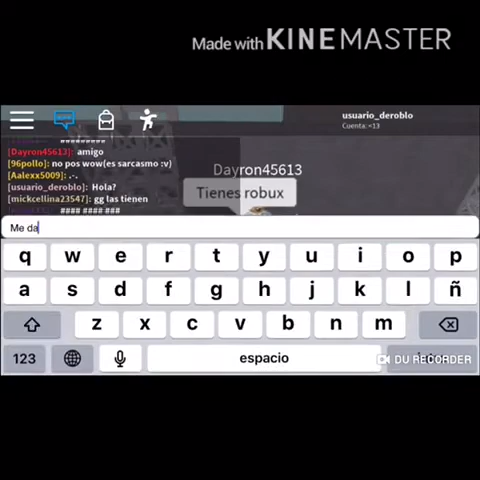 Made with KINEMASTER
usuario_deroblo
Cuenta: <13
#########
[Dayron45613]: amigo
[96pollo]: no pos wow(es sarcasmo :v)
[Aalexx5009]: .-.
[usuario_deroblo]: Hola?
[mickcellina23547]: gg las tienen
#### #### ###
Dayron45613
Tienes robux
Me da
q w e r t y u i o p
a s d f g h j k l ñ
z x c v b n m
123 espacio
DU RECORDER